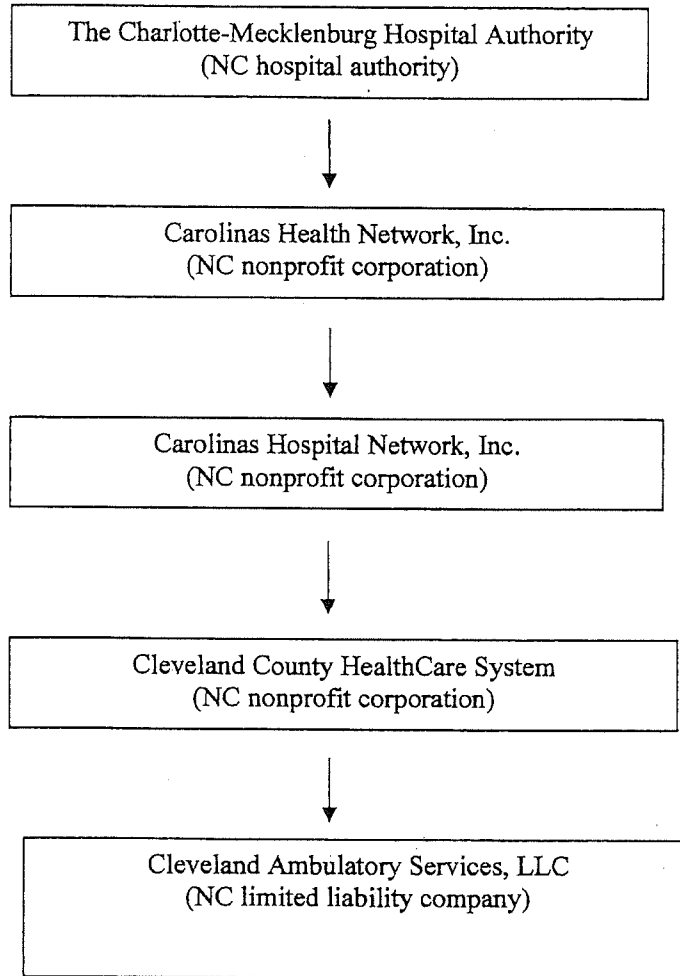 The Charlotte-Mecklenburg Hospital Authority
(NC hospital authority)
Carolinas Health Network, Inc.
(NC nonprofit corporation)
Carolinas Hospital Network, Inc.
(NC nonprofit corporation)
Cleveland County HealthCare System
(NC nonprofit corporation)
Cleveland Ambulatory Services, LLC
(NC limited liability company)